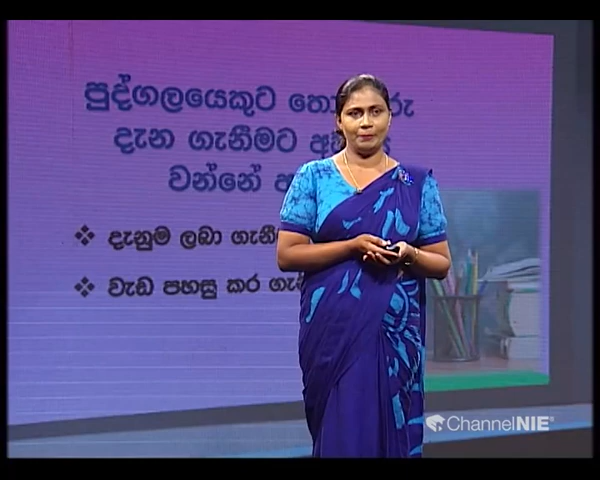 පුද්ගලයෙකුට
දැන ගැනීමට
වන්නේ
❖ දැනුම ලබා
❖ වැඩ පහසු කර
ChannelNIE®